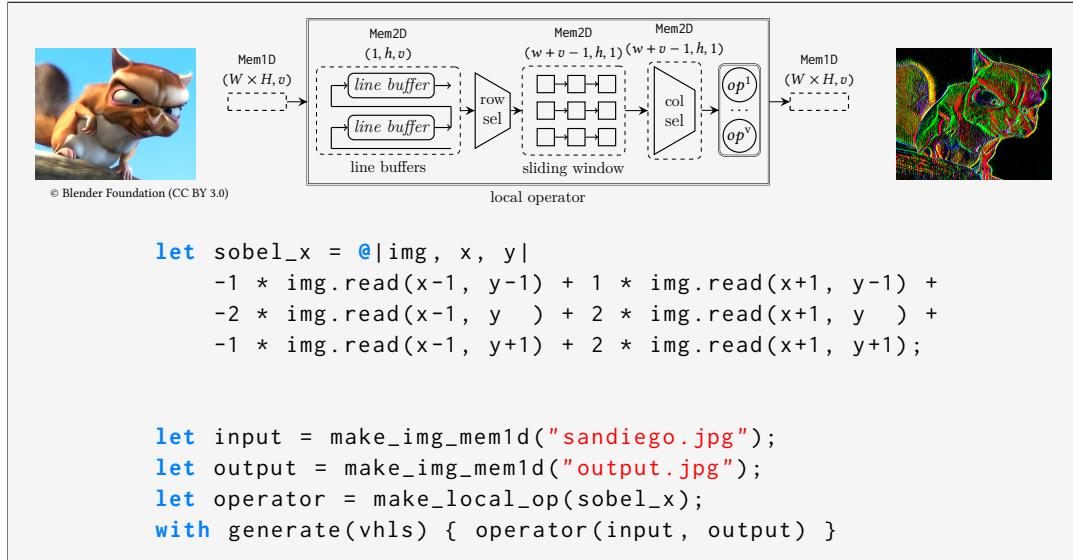 Mem1D
(W × H, v)
Mem2D
(1, h, v)
line buffer
line buffer
line buffers
row
sel
Mem2D
(w + v − 1, h, 1)
sliding window
Mem2D
(w + v − 1, h, 1)
col
sel
op¹
...
opᵛ
Mem1D
(W × H, v)
local operator
© Blender Foundation (CC BY 3.0)
let sobel_x = @|img, x, y|
-1 * img.read(x-1, y-1) + 1 * img.read(x+1, y-1) +
-2 * img.read(x-1, y  ) + 2 * img.read(x+1, y  ) +
-1 * img.read(x-1, y+1) + 2 * img.read(x+1, y+1);
let input = make_img_mem1d("sandiego.jpg");
let output = make_img_mem1d("output.jpg");
let operator = make_local_op(sobel_x);
with generate(vhls) { operator(input, output) }